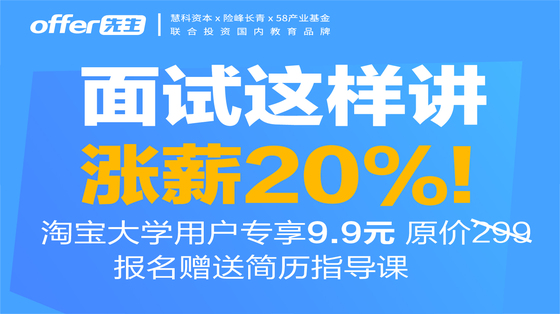 offer先生
慧科资本 x 险峰长青 x 58产业基金
联合投资国内教育品牌
面试这样讲
涨薪20%!
淘宝大学用户专享9.9元 原价299
报名赠送简历指导课